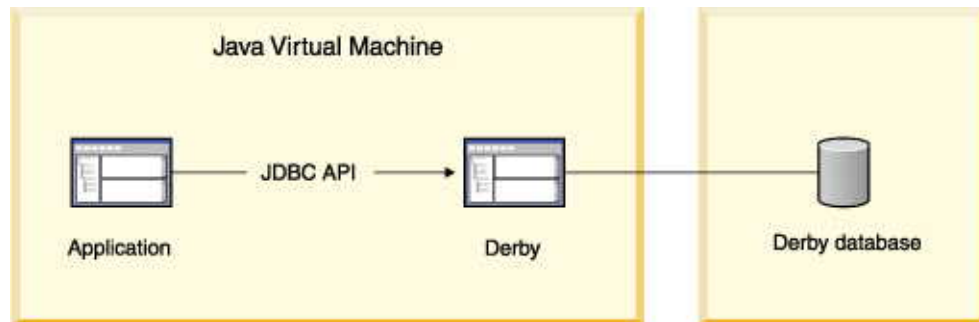 Java Virtual Machine
JDBC API
Application
Derby
Derby database